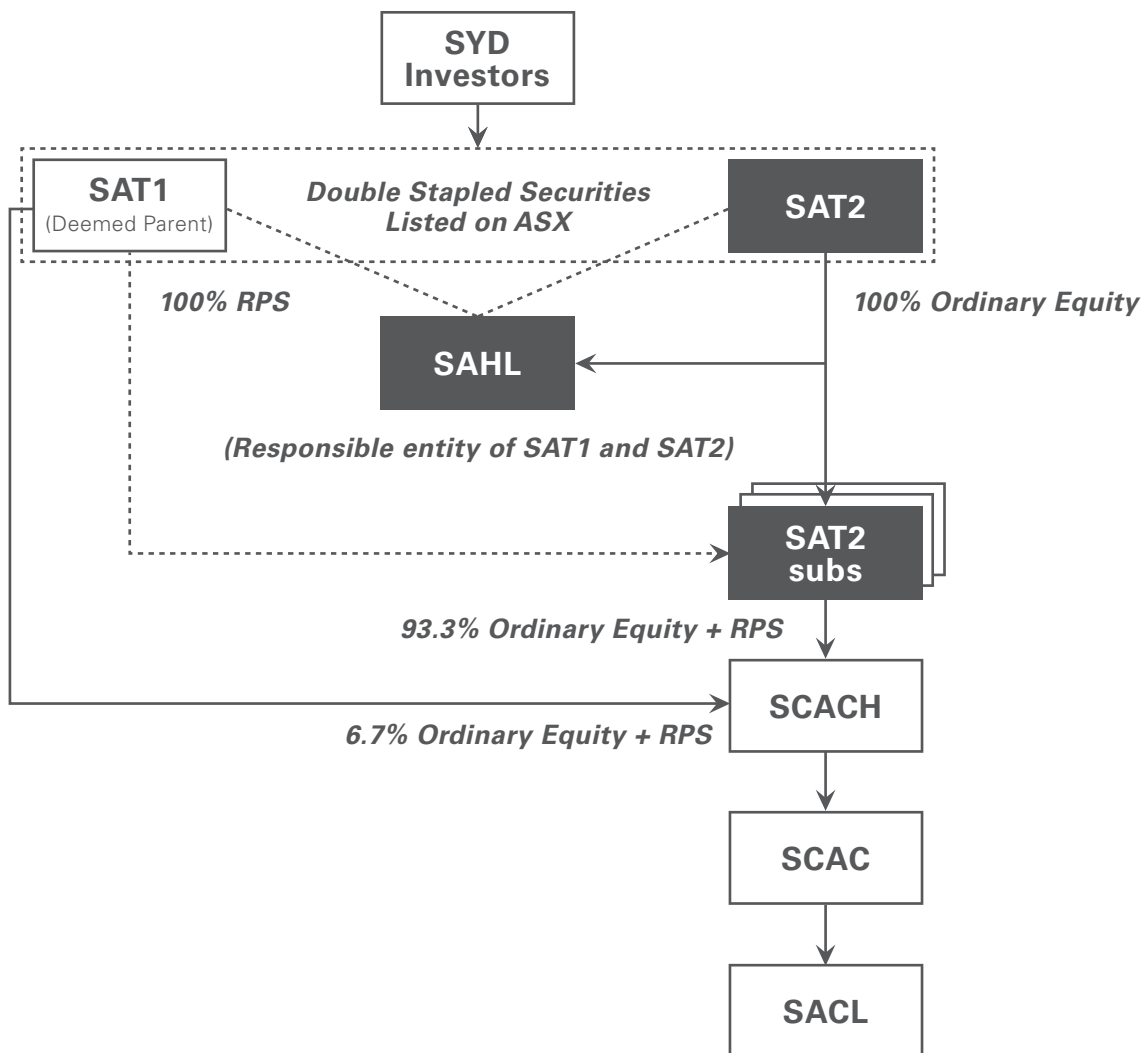 SYD
Investors
SAT1
(Deemed Parent)
Double Stapled Securities
Listed on ASX
SAT2
100% RPS
100% Ordinary Equity
SAHL
(Responsible entity of SAT1 and SAT2)
SAT2
subs
93.3% Ordinary Equity + RPS
SCACH
6.7% Ordinary Equity + RPS
SCAC
SACL